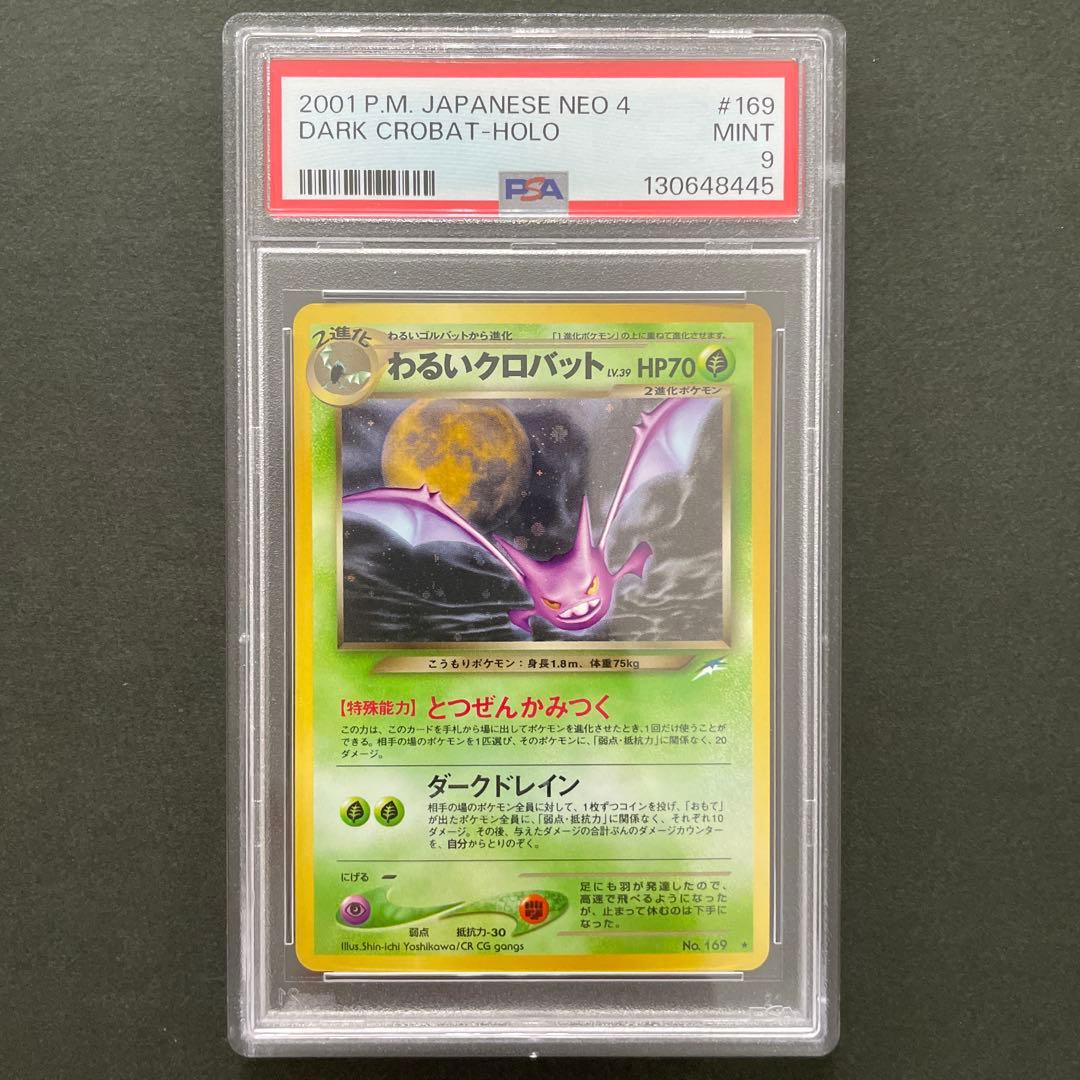 2001 P.M. JAPANESE NEO 4 #169
DARK CROBAT-HOLO MINT
9
PSA 130648445
2進化
わるいゴルバットから進化 「1進化ポケモン」の上に重ねて進化させます。
わるいクロバット LV.39 HP70
2進化ポケモン
こうもりポケモン:身長1.8m、体重75kg
【特殊能力】とつぜんかみつく
この力は、このカードを手札から場に出してポケモンを進化させたとき、1回だけ使うことが
できる。相手の場のポケモンを1匹選び、そのポケモンに、「弱点・抵抗力」に関係なく、20
ダメージ。
ダークドレイン
相手の場のポケモン全員に対して、1枚ずつコインを投げ、「おもて」
が出たポケモン全員に、「弱点・抵抗力」に関係なく、それぞれ10
ダメージ。その後、与えたダメージの合計ぶんのダメージカウンター
を、自分からとりのぞく。
にげる
弱点 抵抗力-30
足にも羽が発達したので、
高速で飛べるようになった
が、止まって休むのは下手に
なった。
Illus.Shin-ichi Yoshikawa/CR CG gangs
No. 169